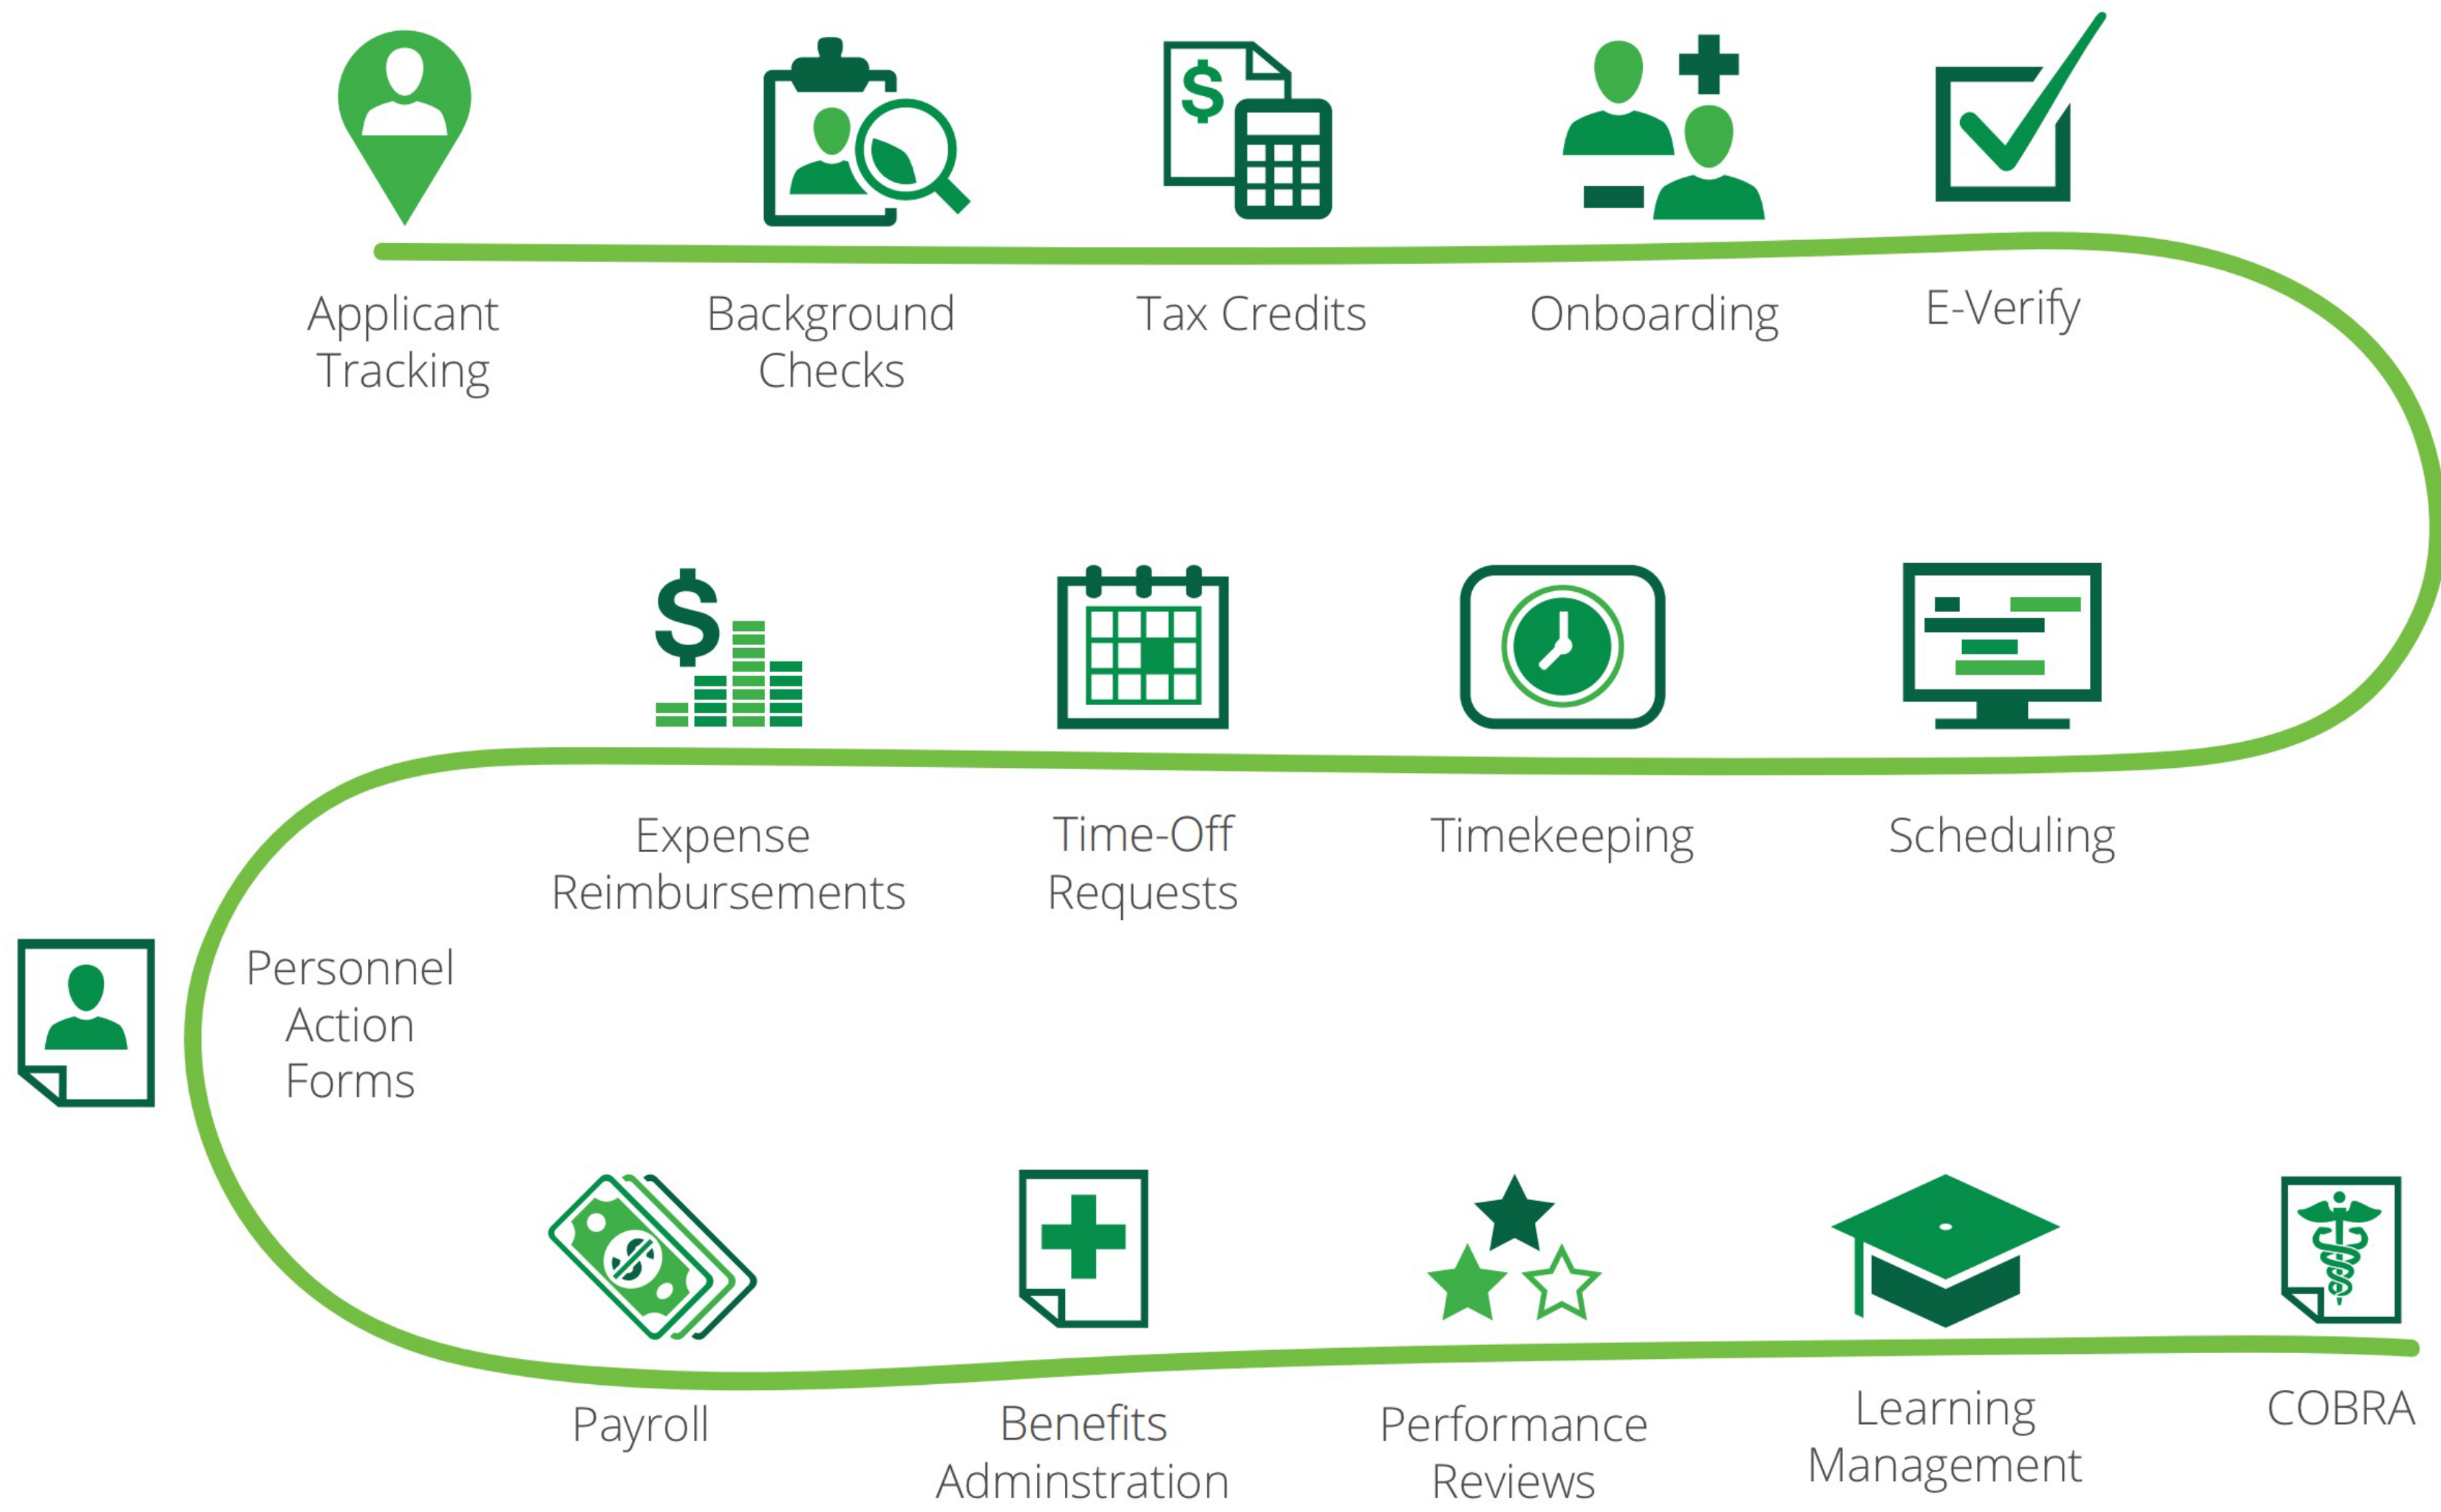 Applicant
Tracking
Background
Checks
Tax Credits
Onboarding
E-Verify
Expense
Reimbursements
Time-Off
Requests
Timekeeping
Scheduling
Personnel
Action
Forms
Payroll
Benefits
Adminstration
Performance
Reviews
Learning
Management
COBRA